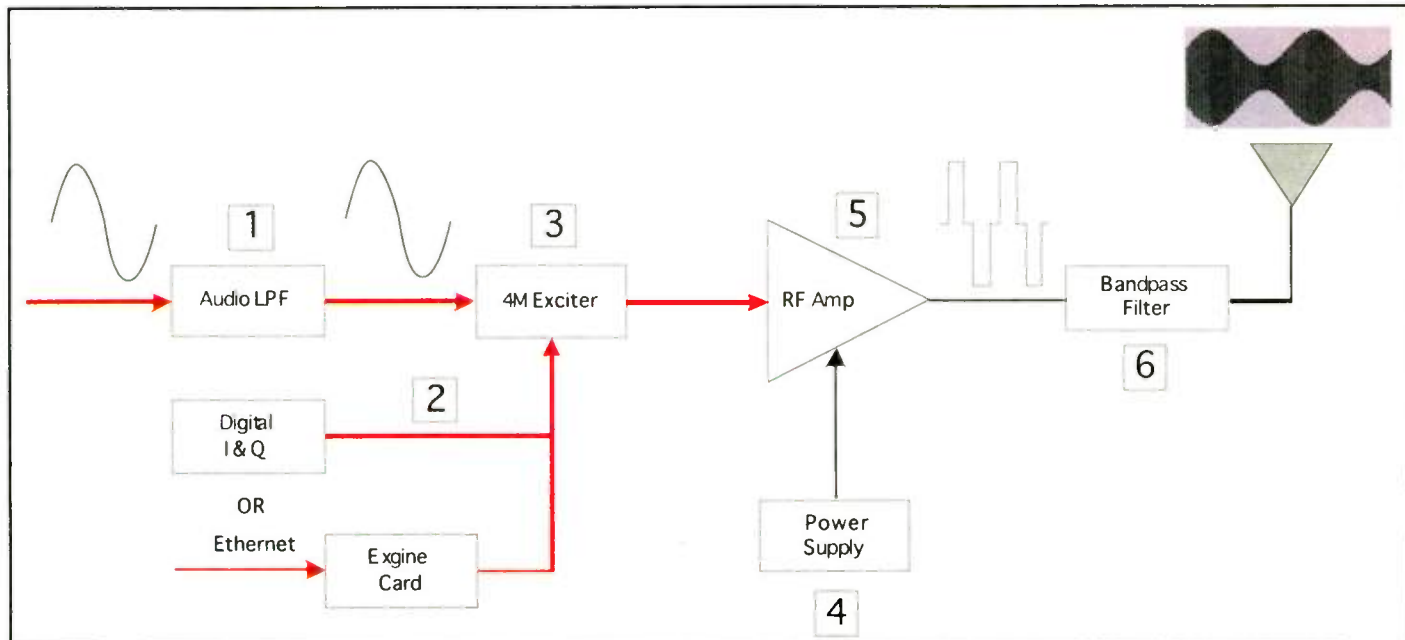 1
3
5
Audio LPF
4M Exciter
RF Amp
Bandpass
Filter
6
2
Digital
I & Q
OR
Ethernet
Exgine
Card
Power
Supply
4